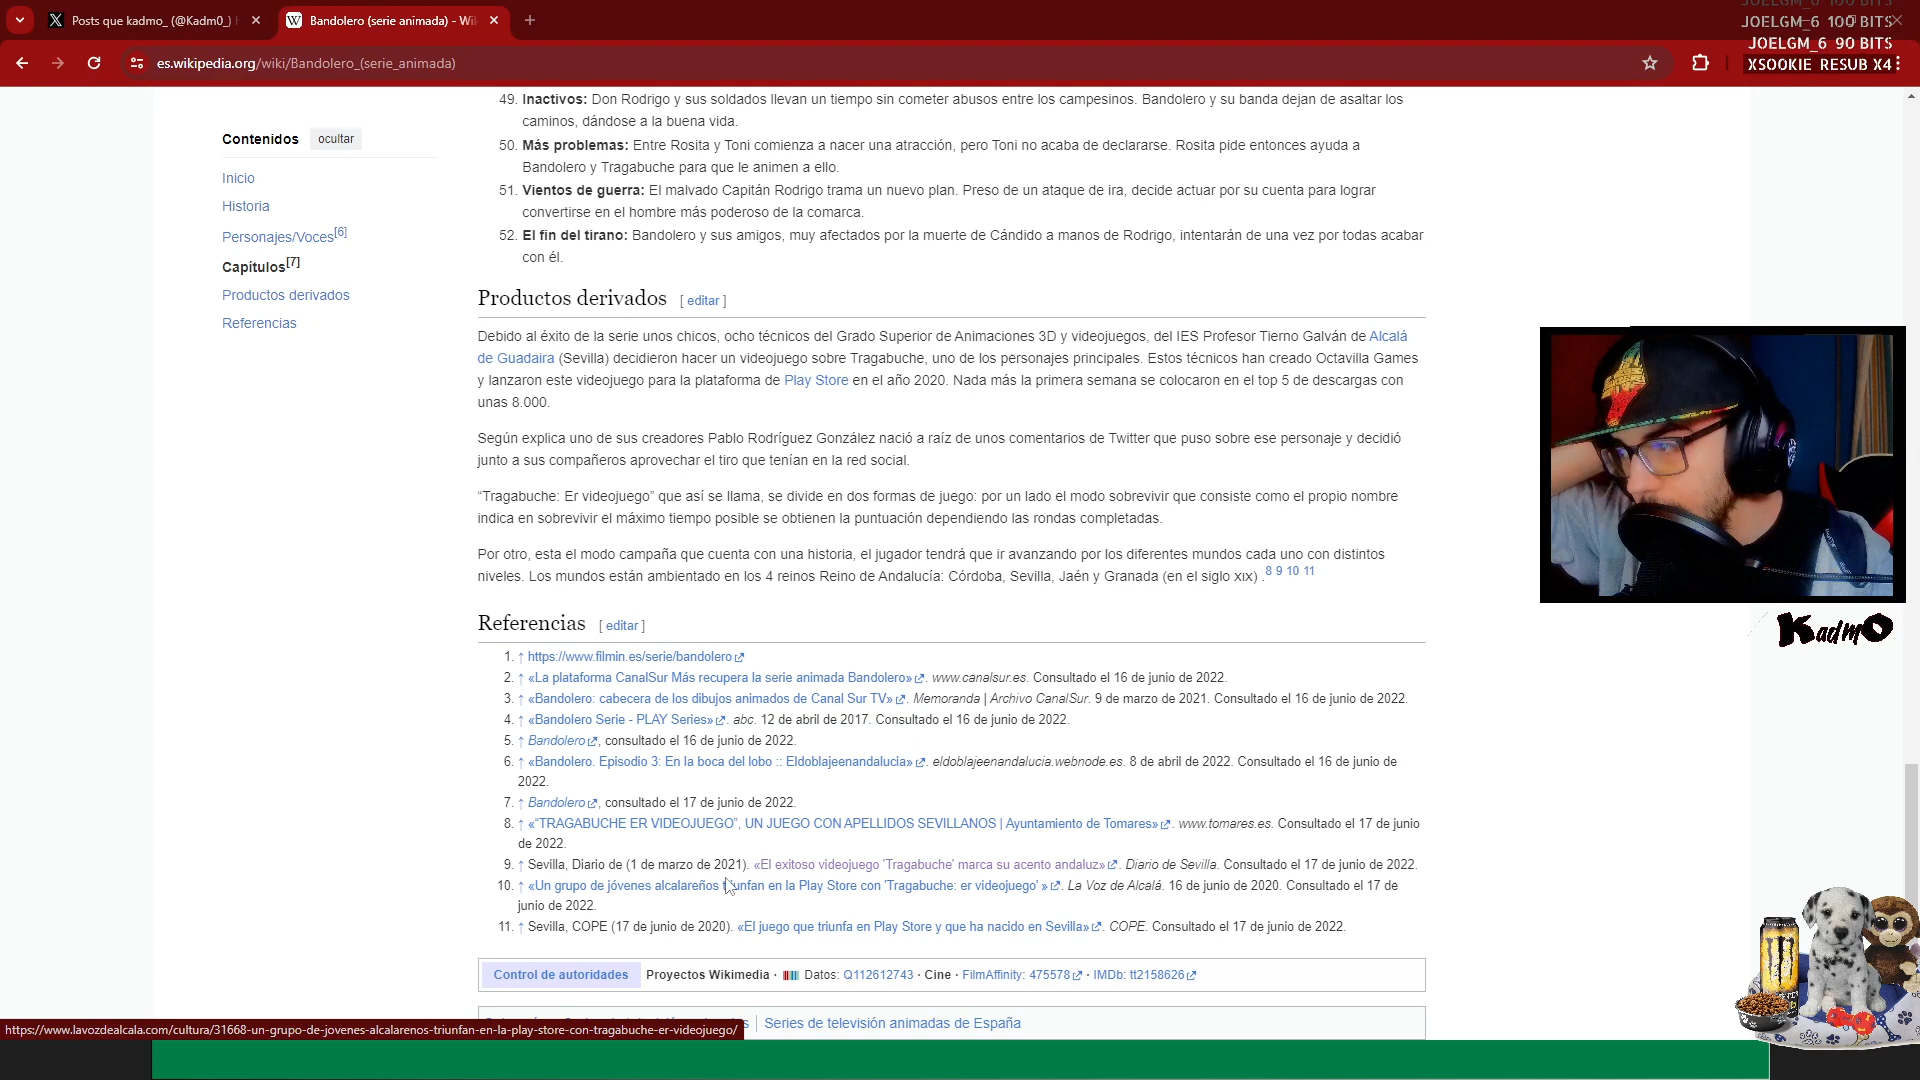 JOELGM_6 100 BITS
Posts que kadmo_ (@Kadm0_)
Bandolero (serie animada) - Wi
JOELGM_6 100 BITS
JOELGM_6 90 BITS
es.wikipedia.org/wiki/Bandolero_(serie_animada)
XSOOKIE_RESUB X4
Contenidos ocultar
Inicio
Historia
Personajes/Voces[6]
Capítulos[7]
Productos derivados
Referencias
49. Inactivos: Don Rodrigo y sus soldados llevan un tiempo sin cometer abusos entre los campesinos. Bandolero y su banda dejan de asaltar los
caminos, dándose a la buena vida.
50. Más problemas: Entre Rosita y Toni comienza a nacer una atracción, pero Toni no acaba de declararse. Rosita pide entonces ayuda a
Bandolero y Tragabuche para que le animen a ello.
51. Vientos de guerra: El malvado Capitán Rodrigo trama un nuevo plan. Preso de un ataque de ira, decide actuar por su cuenta para lograr
convertirse en el hombre más poderoso de la comarca.
52. El fin del tirano: Bandolero y sus amigos, muy afectados por la muerte de Cándido a manos de Rodrigo, intentarán de una vez por todas acabar
con él.
Productos derivados [ editar ]
Debido al éxito de la serie unos chicos, ocho técnicos del Grado Superior de Animaciones 3D y videojuegos, del IES Profesor Tierno Galván de Alcalá
de Guadaira (Sevilla) decidieron hacer un videojuego sobre Tragabuche, uno de los personajes principales. Estos técnicos han creado Octavilla Games
y lanzaron este videojuego para la plataforma de Play Store en el año 2020. Nada más la primera semana se colocaron en el top 5 de descargas con
unas 8.000.
Según explica uno de sus creadores Pablo Rodríguez González nació a raíz de unos comentarios de Twitter que puso sobre ese personaje y decidió
junto a sus compañeros aprovechar el tiro que tenían en la red social.
“Tragabuche: Er videojuego” que así se llama, se divide en dos formas de juego: por un lado el modo sobrevivir que consiste como el propio nombre
indica en sobrevivir el máximo tiempo posible se obtienen la puntuación dependiendo las rondas completadas.
Por otro, esta el modo campaña que cuenta con una historia, el jugador tendrá que ir avanzando por los diferentes mundos cada uno con distintos
niveles. Los mundos están ambientado en los 4 reinos Reino de Andalucía: Córdoba, Sevilla, Jaén y Granada (en el siglo XIX) .8 9 10 11
Referencias [ editar ]
1. ↑ https://www.filmin.es/serie/bandolero
2. ↑ «La plataforma CanalSur Más recupera la serie animada Bandolero». www.canalsur.es. Consultado el 16 de junio de 2022.
3. ↑ «Bandolero: cabecera de los dibujos animados de Canal Sur TV». Memoranda | Archivo CanalSur. 9 de marzo de 2021. Consultado el 16 de junio de 2022.
4. ↑ «Bandolero Serie - PLAY Series». abc. 12 de abril de 2017. Consultado el 16 de junio de 2022.
5. ↑ Bandolero, consultado el 16 de junio de 2022.
6. ↑ «Bandolero. Episodio 3: En la boca del lobo :: Eldoblajeenandalucia». eldoblajeenandalucia.webnode.es. 8 de abril de 2022. Consultado el 16 de junio de
2022.
7. ↑ Bandolero, consultado el 17 de junio de 2022.
8. ↑ «“TRAGABUCHE ER VIDEOJUEGO”, UN JUEGO CON APELLIDOS SEVILLANOS | Ayuntamiento de Tomares». www.tomares.es. Consultado el 17 de junio
de 2022.
9. ↑ Sevilla, Diario de (1 de marzo de 2021). «El exitoso videojuego 'Tragabuche' marca su acento andaluz». Diario de Sevilla. Consultado el 17 de junio de 2022.
10. ↑ «Un grupo de jóvenes alcalareños triunfan en la Play Store con 'Tragabuche: er videojuego' ». La Voz de Alcalá. 16 de junio de 2020. Consultado el 17 de
junio de 2022.
11. ↑ Sevilla, COPE (17 de junio de 2020). «El juego que triunfa en Play Store y que ha nacido en Sevilla». COPE. Consultado el 17 de junio de 2022.
Control de autoridades Proyectos Wikimedia · Datos: Q112612743 · Cine · FilmAffinity: 475578 · IMDb: tt2158626
Series de televisión animadas de España
https://www.lavozdealcala.com/cultura/31668-un-grupo-de-jovenes-alcalarenos-triunfan-en-la-play-store-con-tragabuche-er-videojuego/
KadmO